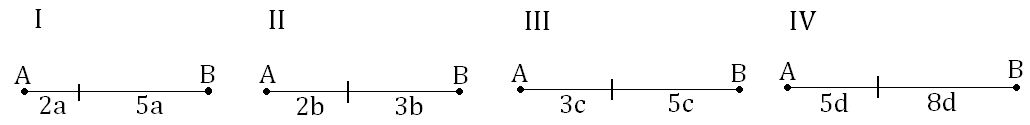 I II III IV
A B A B A B A B
2a 5a 2b 3b 3c 5c 5d 8d